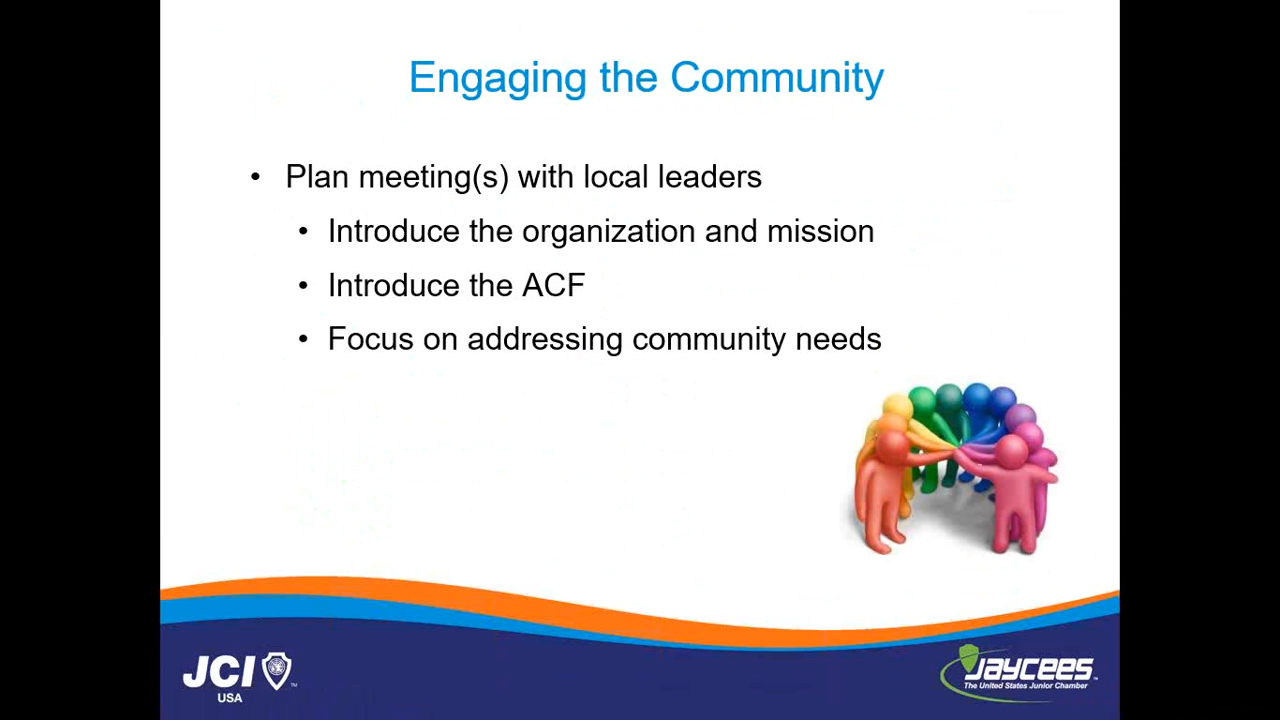 Engaging the Community
• Plan meeting(s) with local leaders
• Introduce the organization and mission
• Introduce the ACF
• Focus on addressing community needs
JCI
USA
Jaycees
The United States Junior Chamber